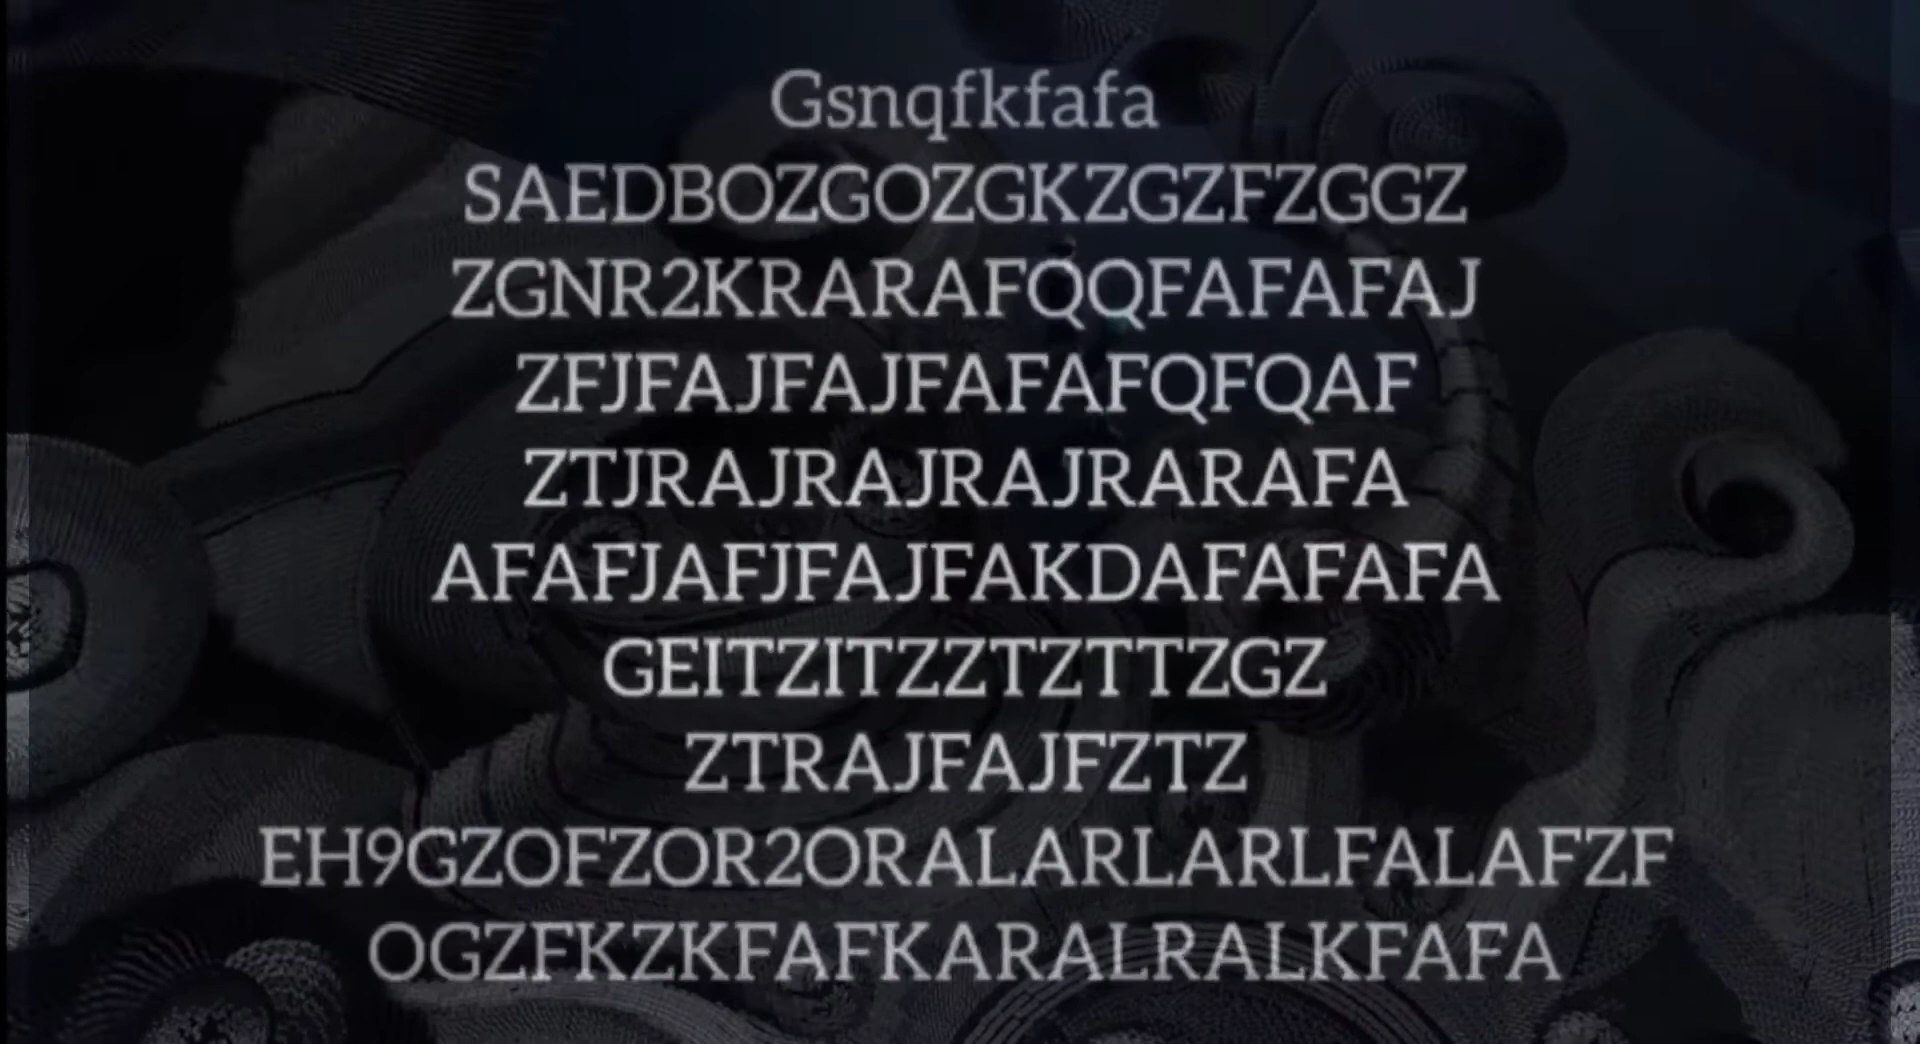 Gsnqfkfafa
SAEDBOZGOZGKZGZFZGGZ
ZGNR2KRARAFQQFAFAFAJ
ZFJFAJFAJFAFAFQFQAF
ZTJRAJRAJRAJRARAFA
AFAFJAFJFAJFAKDAFAFAFA
GEITZITZZTZTTZGZ
ZTRAJFAJFZTZ
EH9GZOFZOR2ORALARLARLFALAFZF
OGZFKZKFAFKARALRALKFAFA